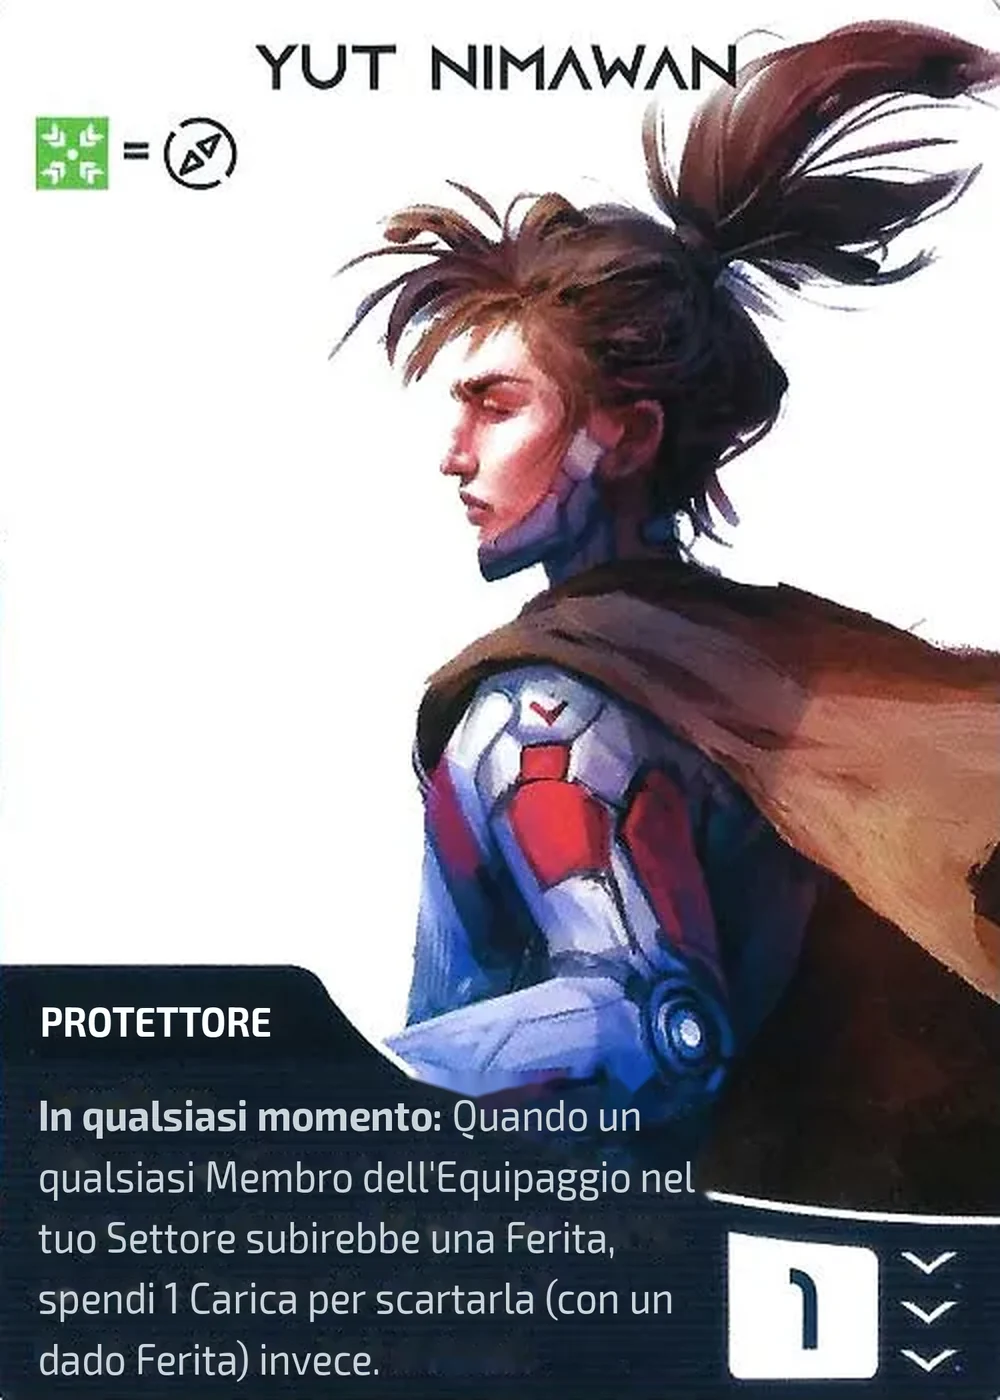 YUT NIMAWAN
=
PROTETTORE
In qualsiasi momento: Quando un
qualsiasi Membro dell'Equipaggio nel
tuo Settore subirebbe una Ferita,
spendi 1 Carica per scartarla (con un
dado Ferita) invece.
1